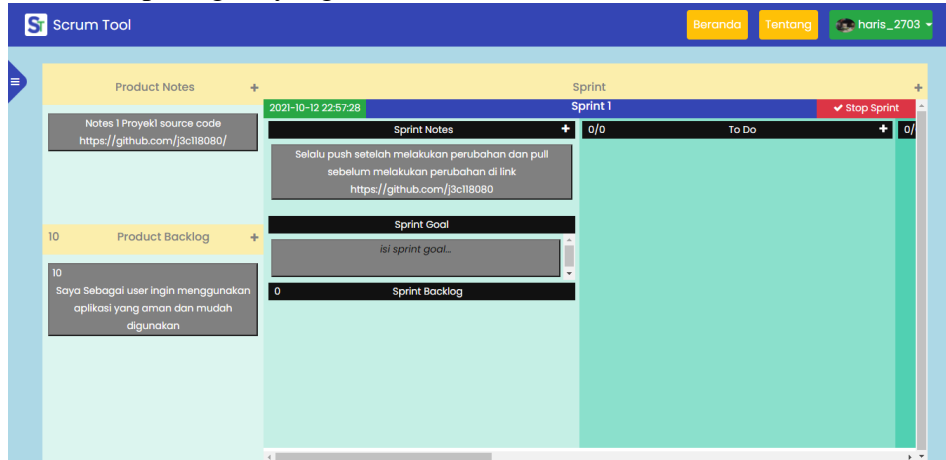 S
Scrum Tool
Beranda
Tentang
haris_2703
Product Notes +
Notes 1 Proyek1 source code
https://github.com/j3c118080/
10 Product Backlog +
10
Saya Sebagai user ingin menggunakan
aplikasi yang aman dan mudah
digunakan
Sprint +
2021-10-12 22:57:28
Sprint 1
Stop Sprint
Sprint Notes +
Selalu push setelah melakukan perubahan dan pull
sebelum melakukan perubahan di link
https://github.com/j3c118080
Sprint Goal
isi sprint goal...
0 Sprint Backlog
0/0 To Do +
0/